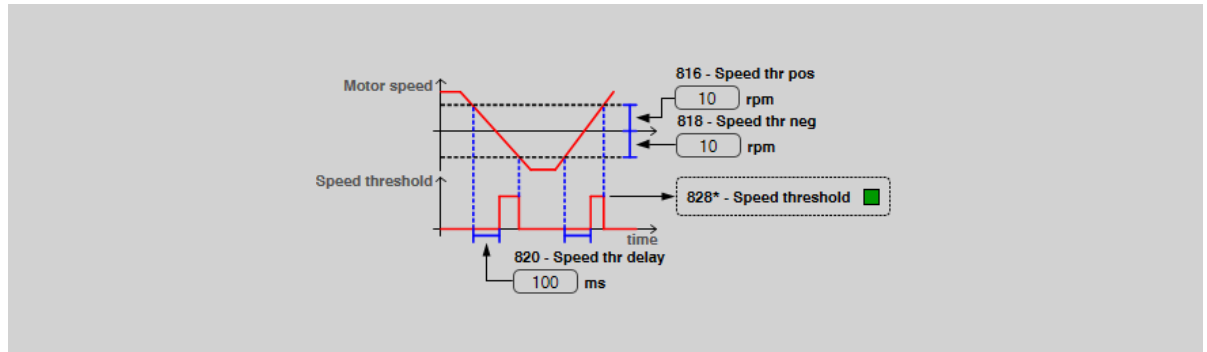 816 - Speed thr pos
Motor speed
10 rpm
818 - Speed thr neg
10 rpm
Speed threshold
828* - Speed threshold
time
820 - Speed thr delay
100 ms